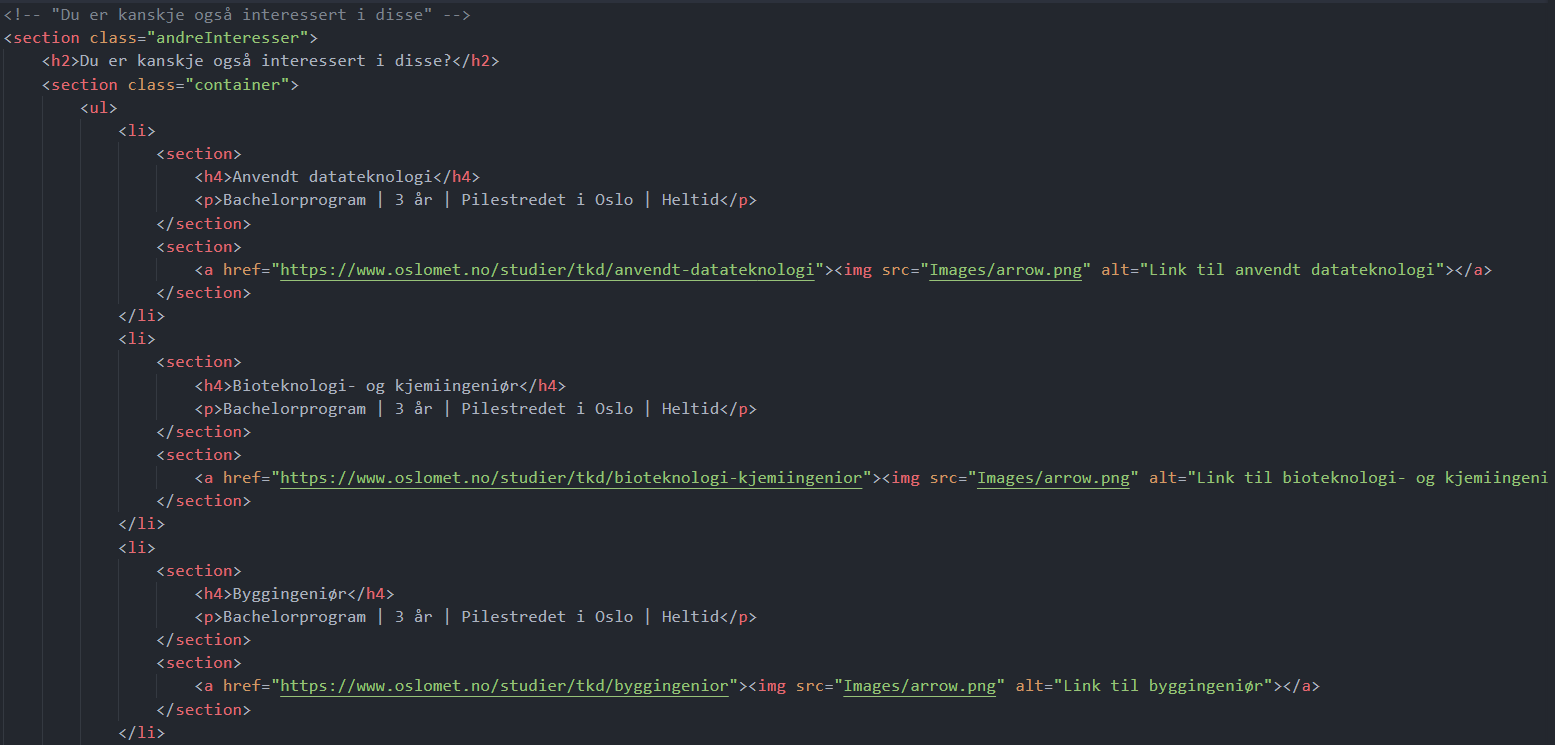 <!-- "Du er kanskje også interessert i disse" -->
<section class="andreInteresser">
<h2>Du er kanskje også interessert i disse?</h2>
<section class="container">
<ul>
<li>
<section>
<h4>Anvendt datateknologi</h4>
<p>Bachelorprogram | 3 år | Pilestredet i Oslo | Heltid</p>
</section>
<section>
<a href="https://www.oslomet.no/studier/tkd/anvendt-datateknologi"><img src="Images/arrow.png" alt="Link til anvendt datateknologi"></a>
</section>
</li>
<li>
<section>
<h4>Bioteknologi- og kjemiingeniør</h4>
<p>Bachelorprogram | 3 år | Pilestredet i Oslo | Heltid</p>
</section>
<section>
<a href="https://www.oslomet.no/studier/tkd/bioteknologi-kjemiingenior"><img src="Images/arrow.png" alt="Link til bioteknologi- og kjemiingeni
</section>
</li>
<li>
<section>
<h4>Byggingeniør</h4>
<p>Bachelorprogram | 3 år | Pilestredet i Oslo | Heltid</p>
</section>
<section>
<a href="https://www.oslomet.no/studier/tkd/byggingenior"><img src="Images/arrow.png" alt="Link til byggingeniør"></a>
</section>
</li>